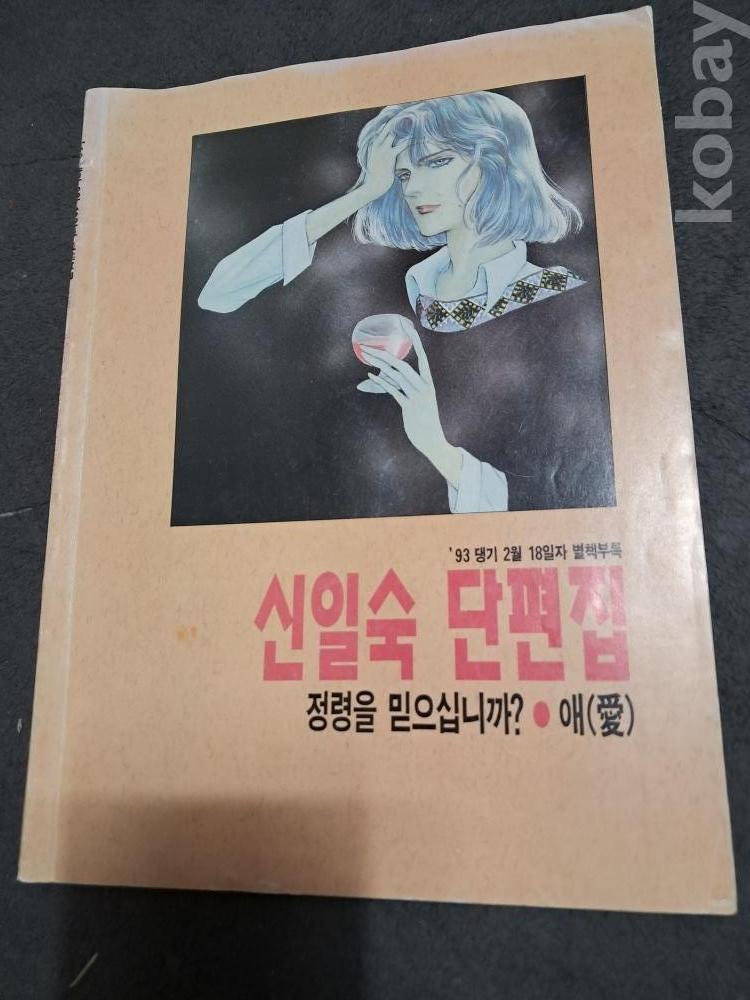 kobay
'93 댕기 2월 18일자 별책부록
신일숙 단편집
정령을 믿으십니까? ● 애(愛)